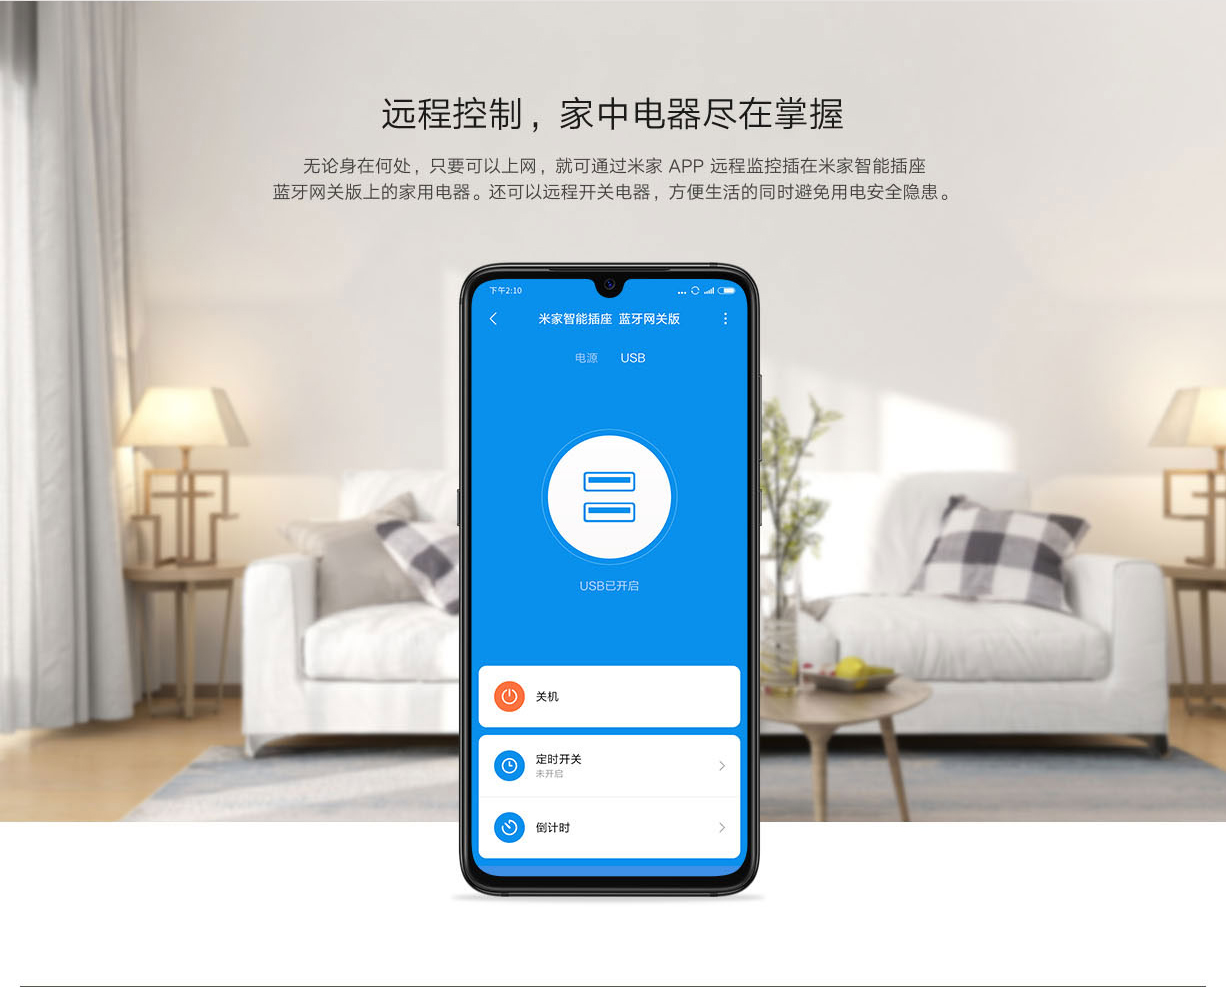 远程控制，家中电器尽在掌握
无论身在何处，只要可以上网，就可通过米家 APP 远程监控插在米家智能插座
蓝牙网关版上的家用电器。还可以远程开关电器，方便生活的同时避免用电安全隐患。
下午2:10
米家智能插座 蓝牙网关版
电源 USB
USB已开启
关机
定时开关
未开启
倒计时